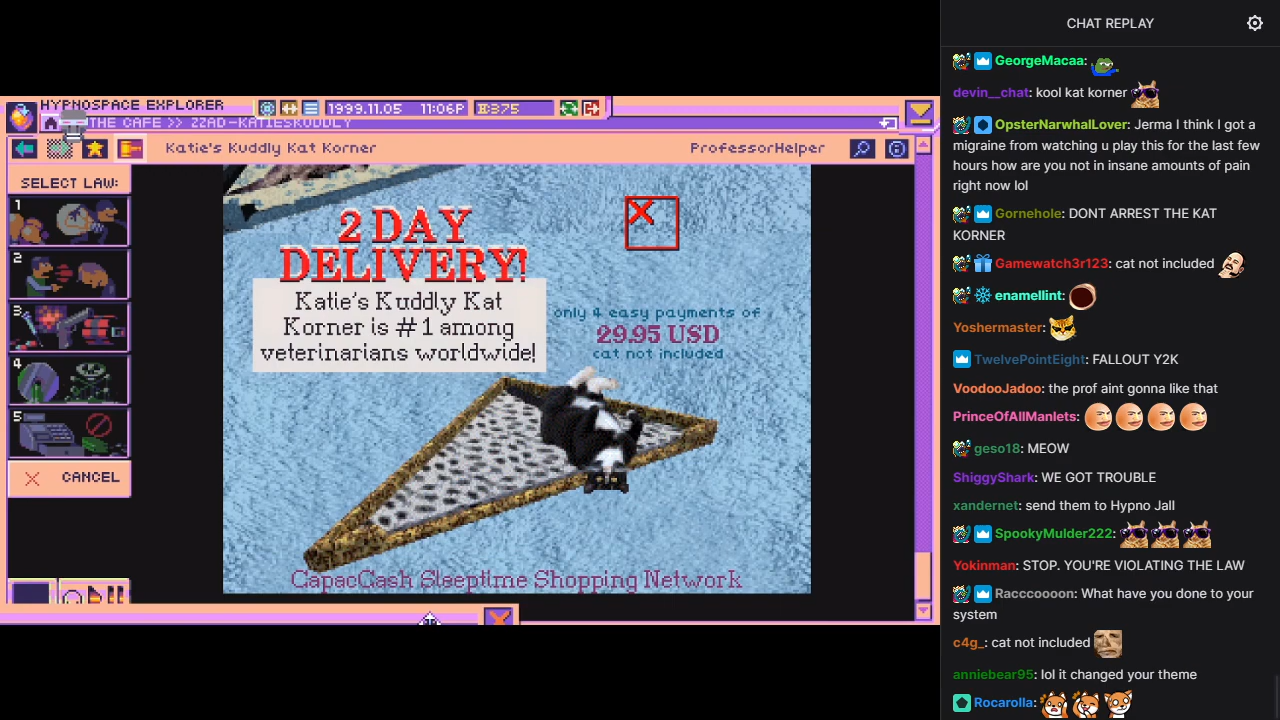 HYPNOSPACE EXPLORER
1999.11.05 11:06P
375
THE CAFE >> ZZAD-KATIESKUDDLY
Katie's Kuddly Kat Korner
ProfessorHelper
SELECT LAW:
1
2
3
4
5
CANCEL
2 DAY
DELIVERY!
Katie's Kuddly Kat
Korner is #1 among
veterinarians worldwide!
only 4 easy payments of
29.95 USD
cat not included
CapacCash Sleeptime Shopping Network
CHAT REPLAY
GeorgeMacaa:
devin__chat: kool kat korner
OpsterNarwhalLover: Jerma I think I got a
migraine from watching u play this for the last few
hours how are you not in insane amounts of pain
right now lol
Gornehole: DONT ARREST THE KAT
KORNER
Gamewatch3r123: cat not included
enamellint:
Yoshermaster:
TwelvePointEight: FALLOUT Y2K
VoodooJadoo: the prof aint gonna like that
PrinceOfAllManlets:
geso18: MEOW
ShiggyShark: WE GOT TROUBLE
xandernet: send them to Hypno Jall
SpookyMulder222:
Yokinman: STOP. YOU'RE VIOLATING THE LAW
Racccoooon: What have you done to your
system
c4g_: cat not included
anniebear95: lol it changed your theme
Rocarolla: